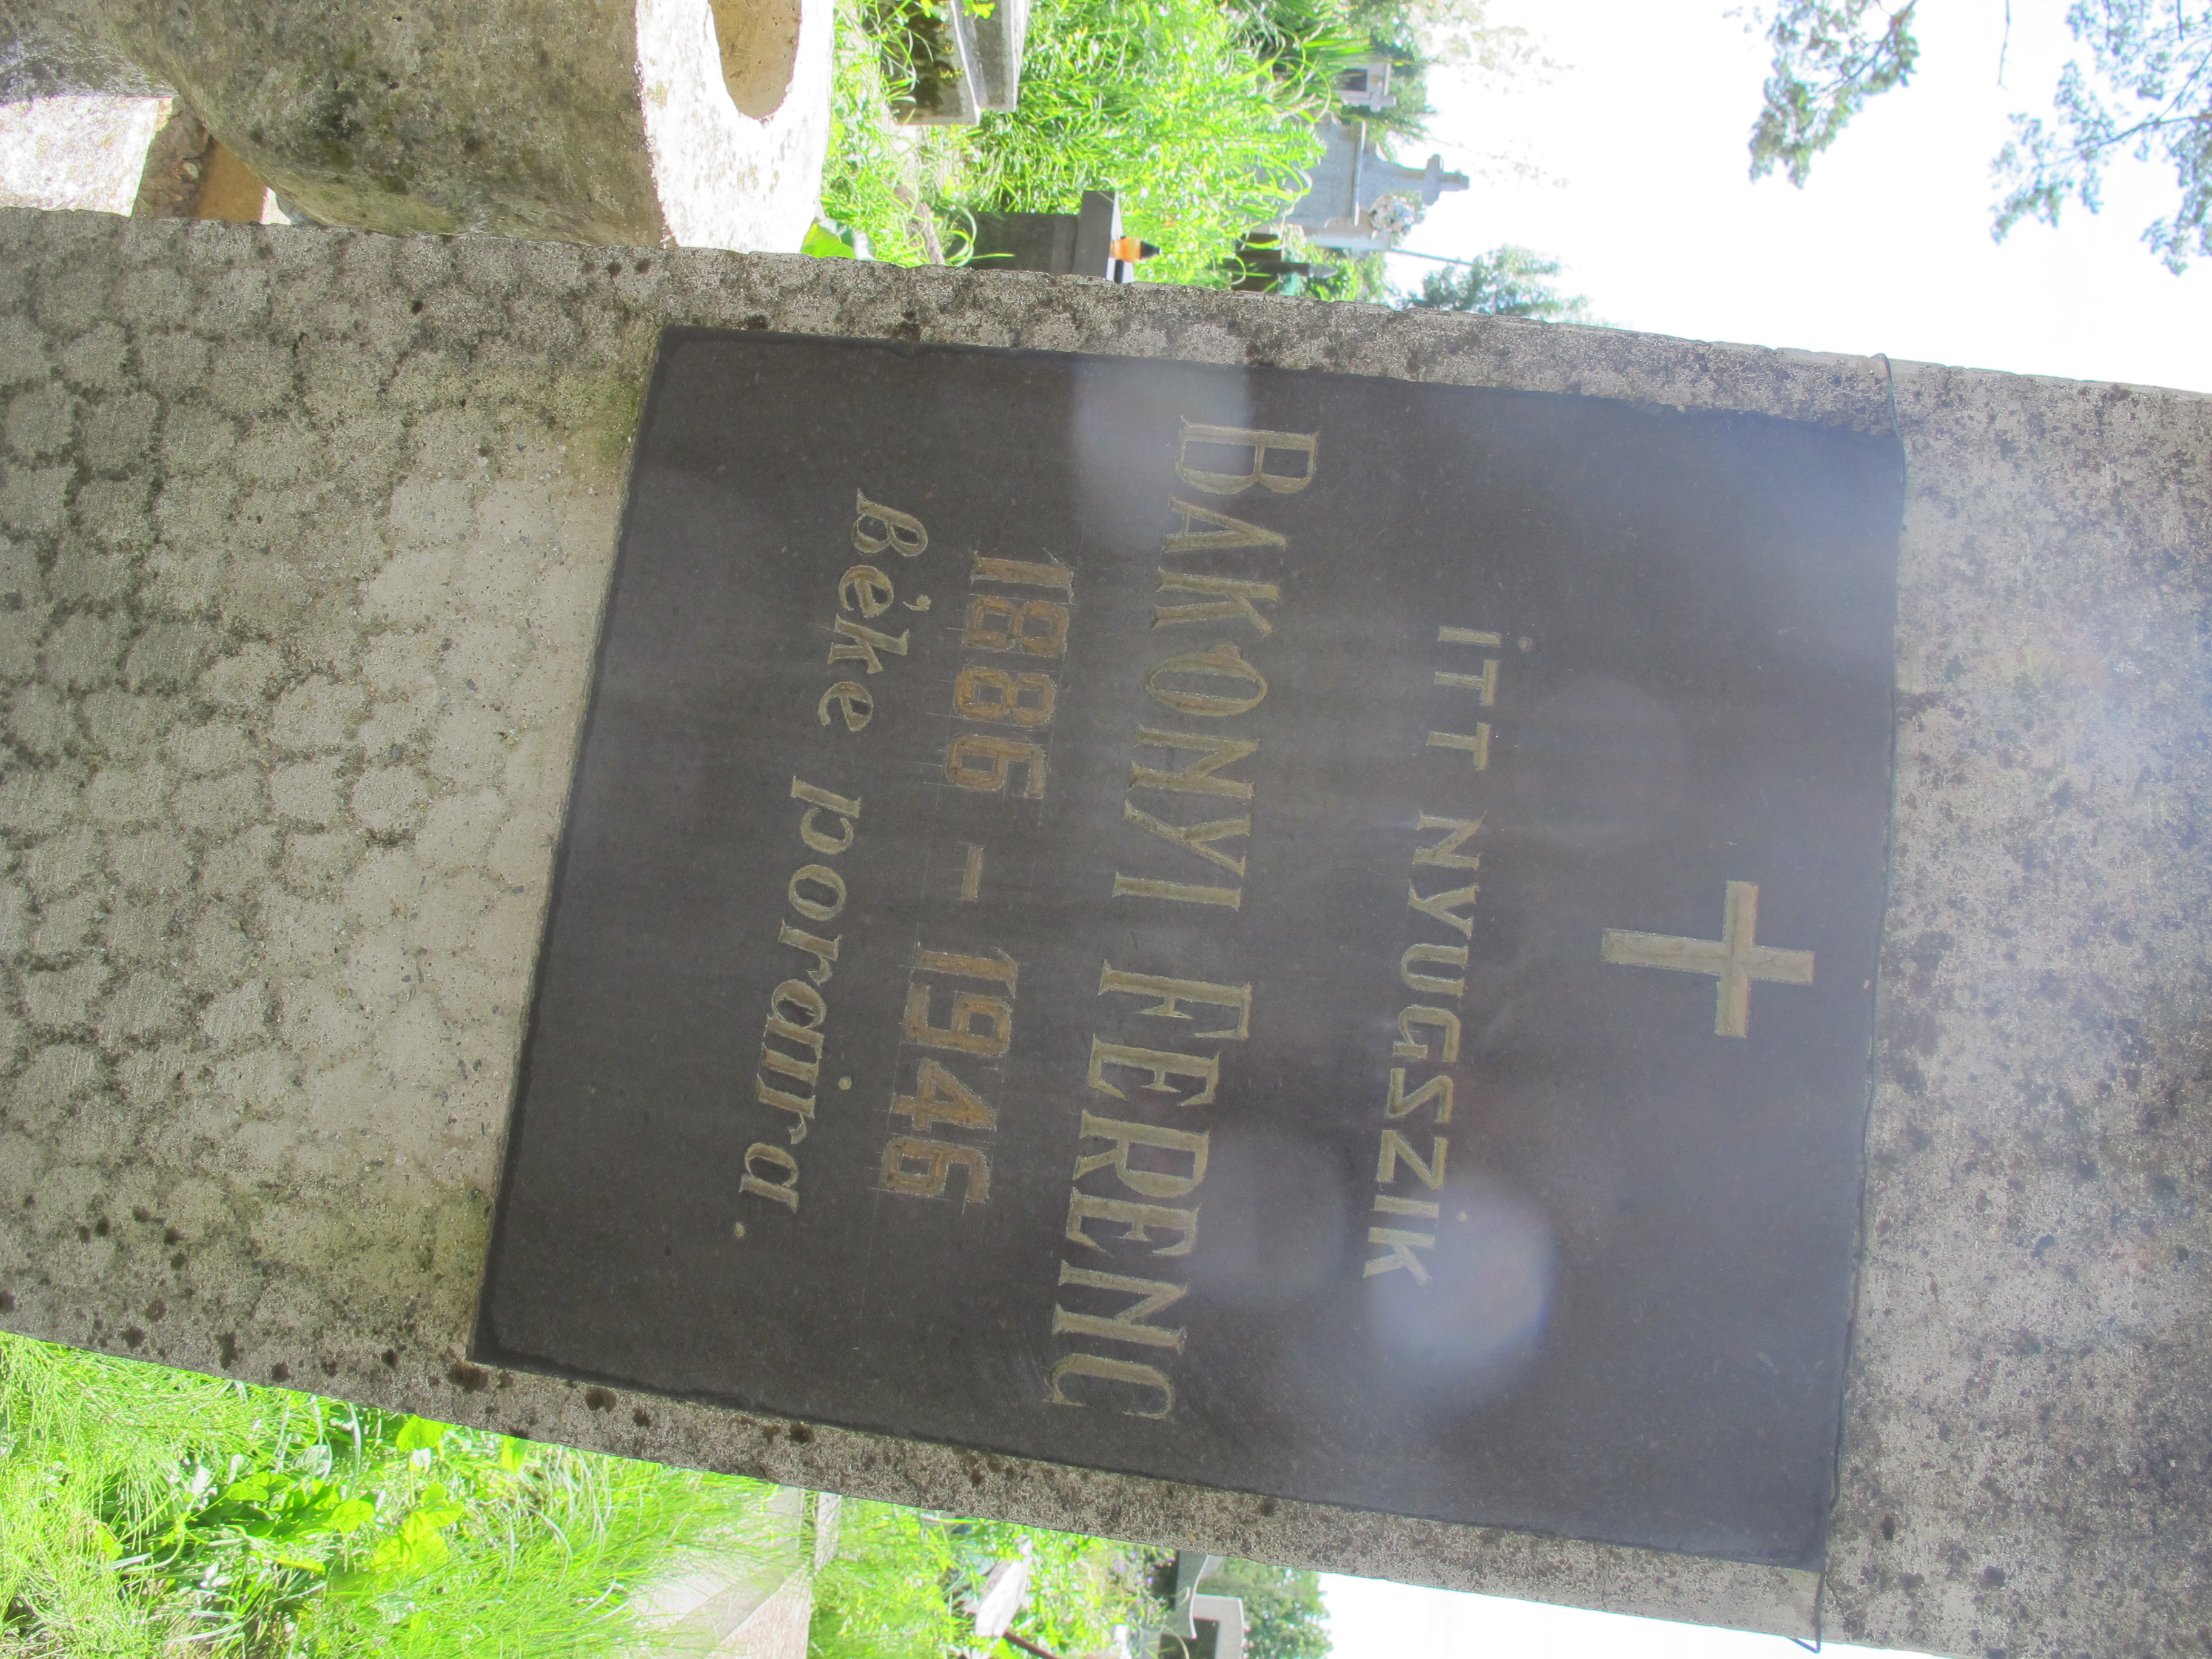 ITT NYUGSZIK
BAKONYI FERENC
1886 - 1946
Béke poraira.